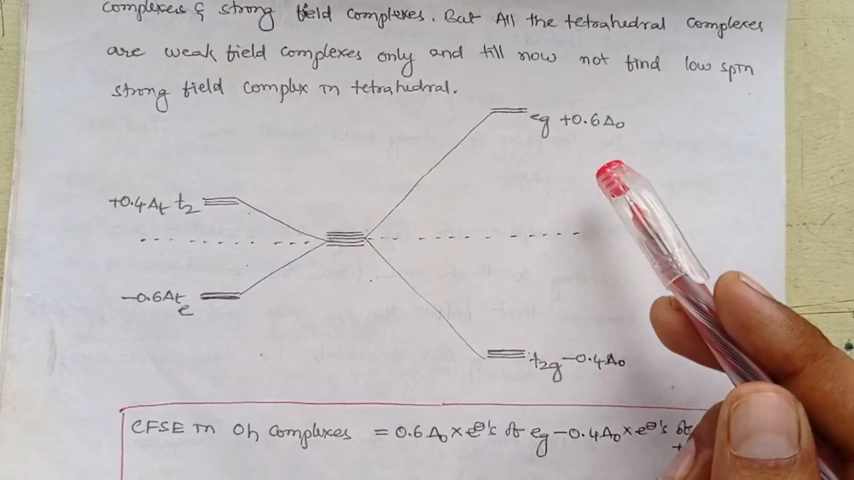 complexes & strong field complexes. But All the tetrahedral complexes
are weak field complexes only and till now not find low spin
strong field complex in tetrahedral.
eg +0.6Δo
+0.4Δt t2
-0.6Δt e
t2g -0.4Δo
CFSE in Oh complexes = 0.6Δo × e⊖'s of eg - 0.4Δo × e⊖'s of